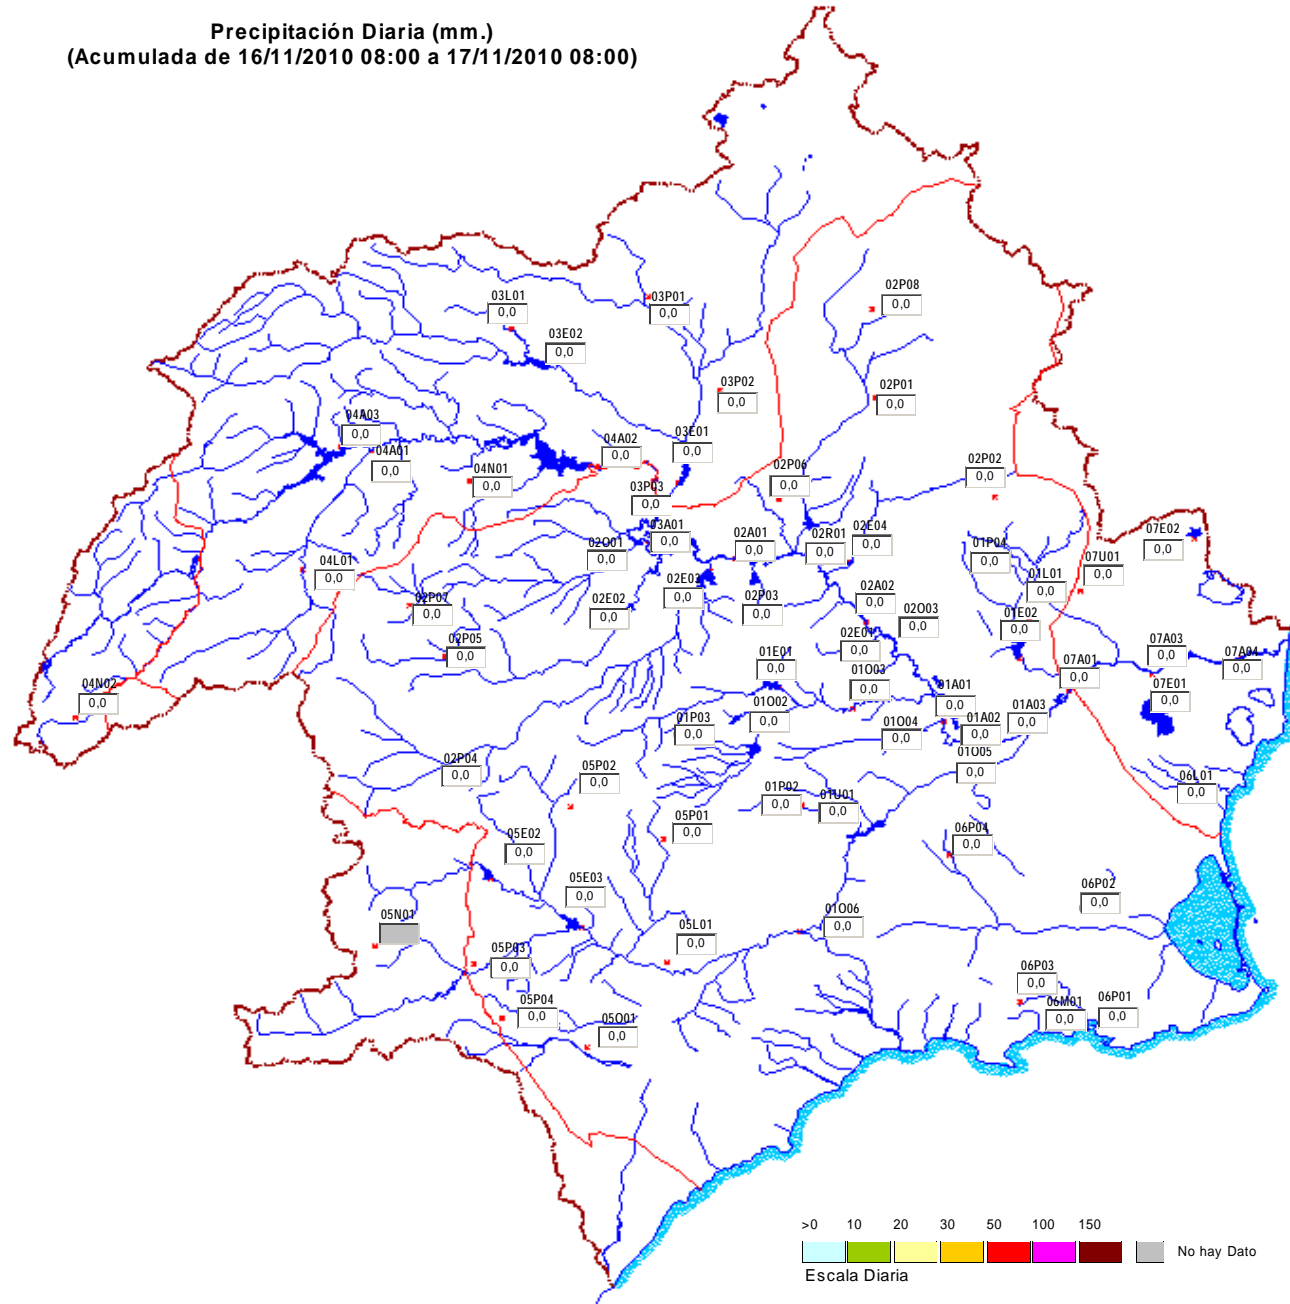 Precipitación Diaria (mm.)
(Acumulada de 16/11/2010 08:00 a 17/11/2010 08:00)
02P08
0,0
03L01
0,0
03P01
0,0
03E02
0,0
03P02
0,0
02P01
0,0
04A03
0,0
04A01
0,0
04N01
0,0
04A02
0,0
03E01
0,0
03P03
0,0
02P06
0,0
02P02
0,0
03A01
0,0
02O01
0,0
02A01
0,0
02R01
0,0
02E04
0,0
01P04
0,0
07E02
0,0
07U01
0,0
04L01
0,0
01L01
0,0
02P07
0,0
02E02
0,0
02E03
0,0
02P03
0,0
02A02
0,0
02O03
0,0
01E02
0,0
02P05
0,0
02E01
0,0
01E01
0,0
07A03
0,0
07A04
0,0
07A01
0,0
04N02
0,0
01O03
0,0
01A01
0,0
07E01
0,0
01O02
0,0
01P03
0,0
01O04
0,0
01A02
0,0
01A03
0,0
02P04
0,0
05P02
0,0
01O05
0,0
06L01
0,0
01P02
0,0
01U01
0,0
05P01
0,0
05E02
0,0
06P04
0,0
05E03
0,0
06P02
0,0
05N01
05L01
0,0
01O06
0,0
05P03
0,0
06P03
0,0
05P04
0,0
05O01
0,0
06M01
0,0
06P01
0,0
>0 10 20 30 50 100 150
No hay Dato
Escala Diaria